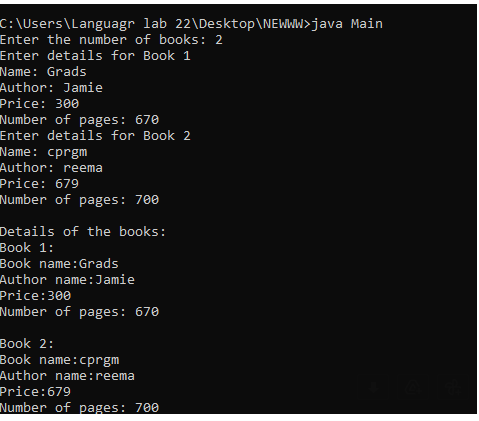 C:\Users\Languagr lab 22\Desktop\NEWWW>java Main
Enter the number of books: 2
Enter details for Book 1
Name: Grads
Author: Jamie
Price: 300
Number of pages: 670
Enter details for Book 2
Name: cprgm
Author: reema
Price: 679
Number of pages: 700
Details of the books:
Book 1:
Book name:Grads
Author name:Jamie
Price:300
Number of pages: 670
Book 2:
Book name:cprgm
Author name:reema
Price:679
Number of pages: 700